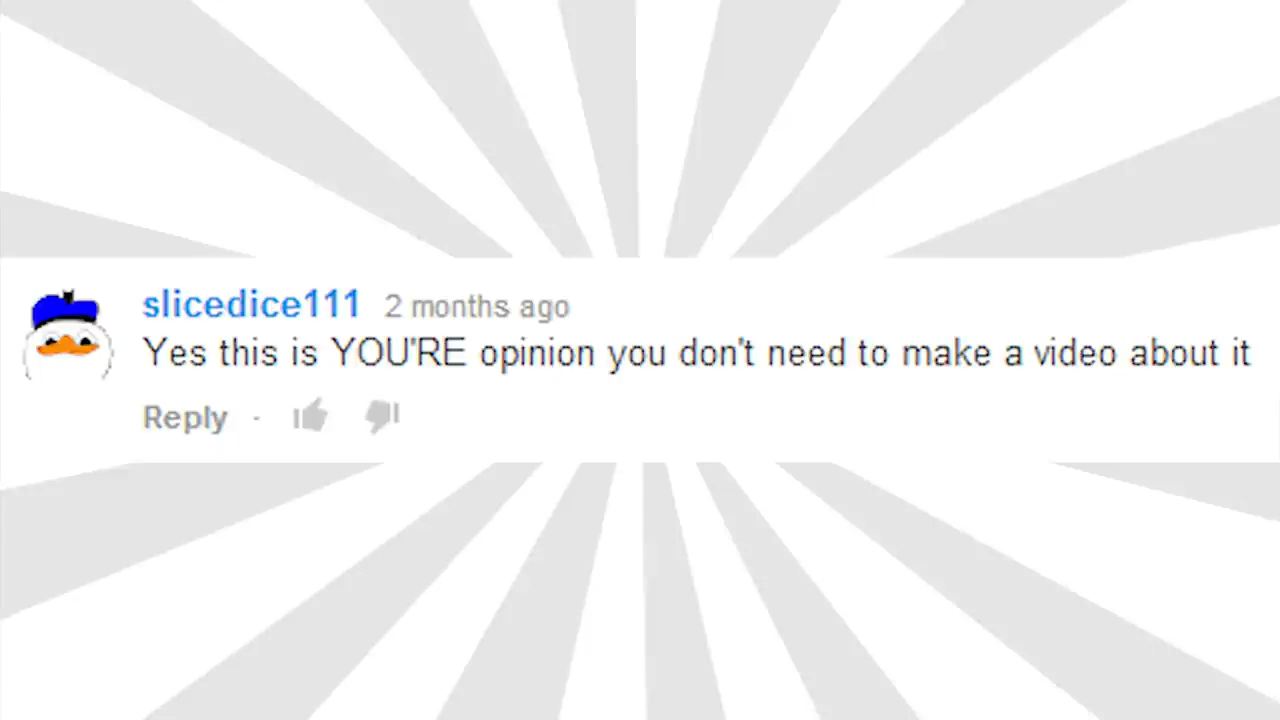 slicedice111 2 months ago
Yes this is YOU'RE opinion you don't need to make a video about it
Reply ·